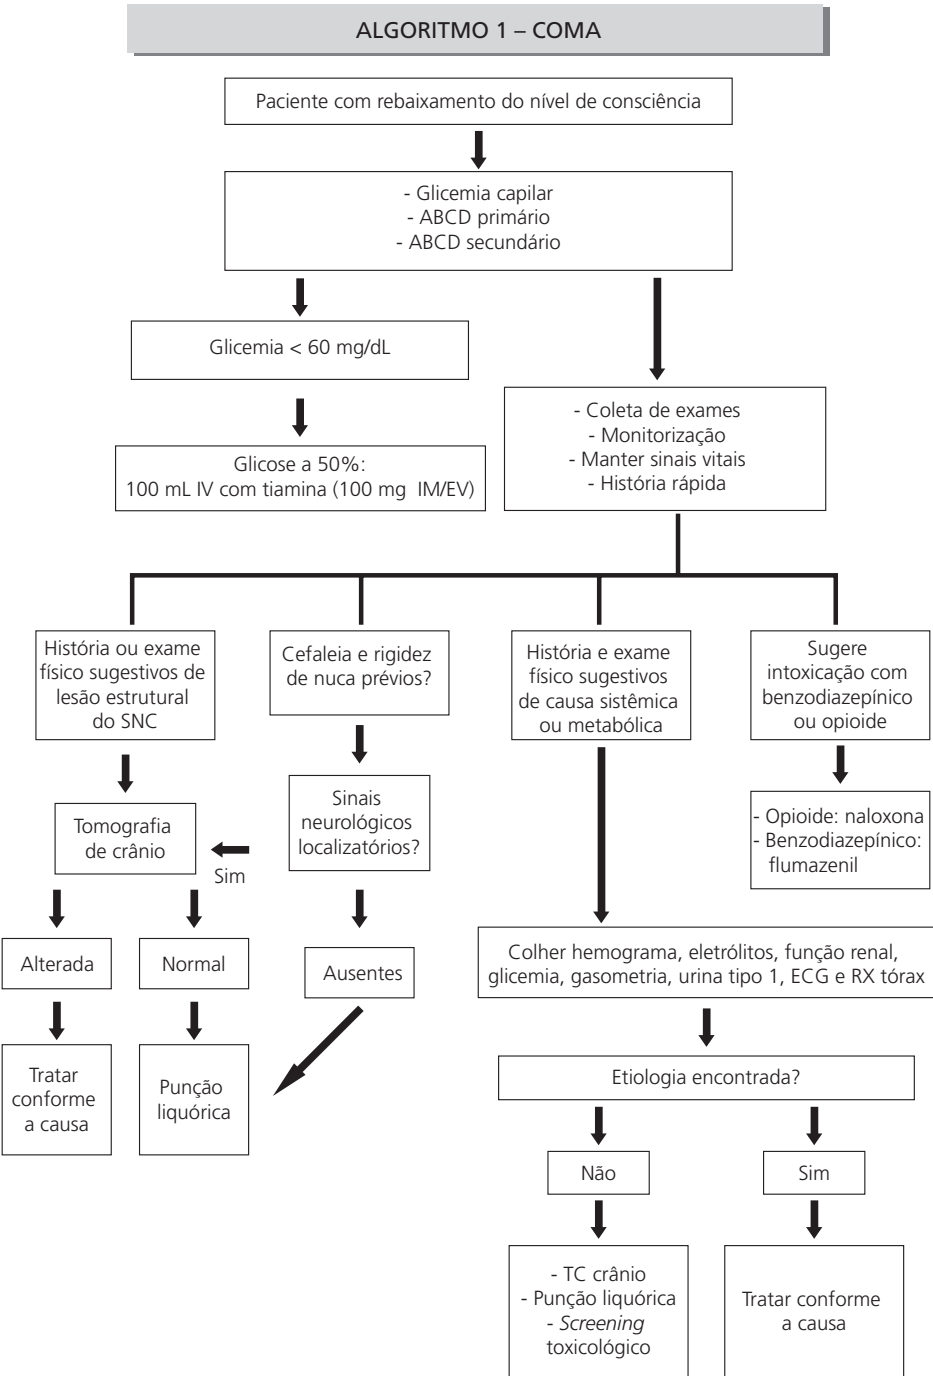 ALGORITMO 1 – COMA
Paciente com rebaixamento do nível de consciência
- Glicemia capilar
- ABCD primário
- ABCD secundário
Glicemia < 60 mg/dL
Glicose a 50%:
100 mL IV com tiamina (100 mg IM/EV)
- Coleta de exames
- Monitorização
- Manter sinais vitais
- História rápida
História ou exame
físico sugestivos de
lesão estrutural
do SNC
Cefaleia e rigidez
de nuca prévios?
História e exame
físico sugestivos
de causa sistêmica
ou metabólica
Sugere
intoxicação com
benzodiazepínico
ou opioide
Tomografia
de crânio
Sim
Sinais
neurológicos
localizatórios?
- Opioide: naloxona
- Benzodiazepínico:
flumazenil
Alterada
Normal
Ausentes
Colher hemograma, eletrólitos, função renal,
glicemia, gasometria, urina tipo 1, ECG e RX tórax
Tratar
conforme
a causa
Punção
liquórica
Etiologia encontrada?
Não
Sim
- TC crânio
- Punção liquórica
- Screening
toxicológico
Tratar conforme
a causa